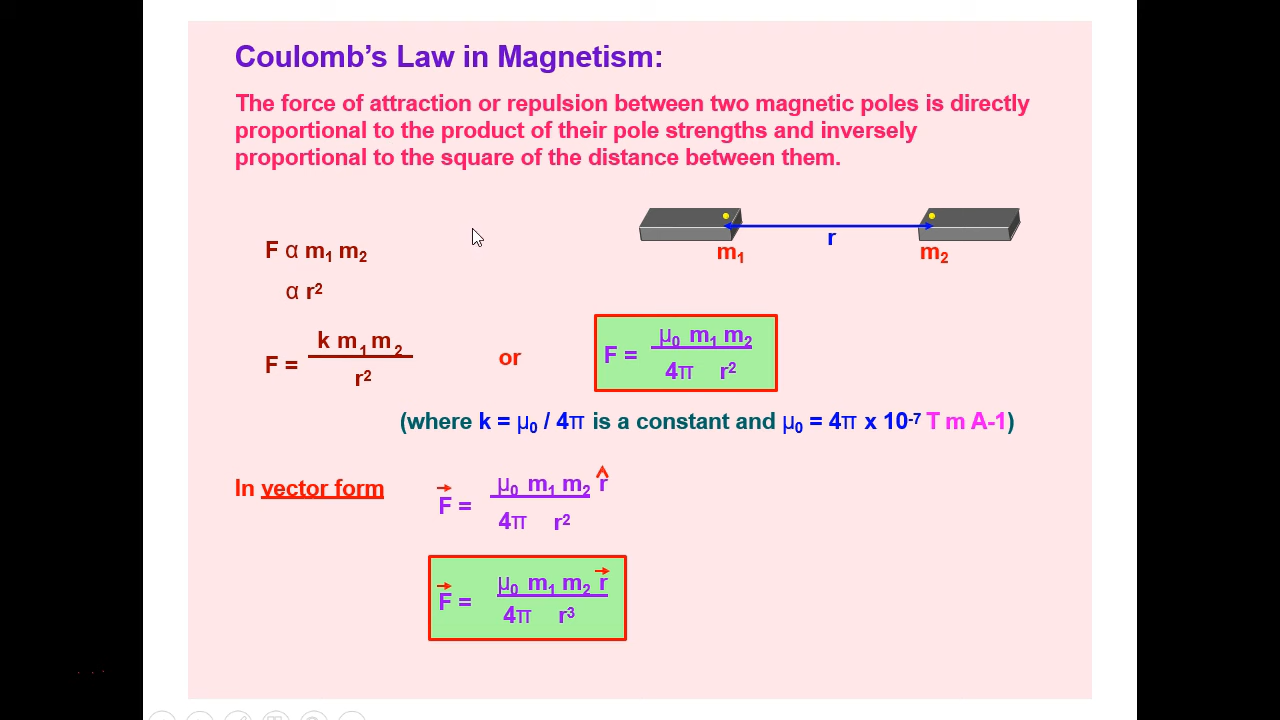 Coulomb’s Law in Magnetism:
The force of attraction or repulsion between two magnetic poles is directly
proportional to the product of their pole strengths and inversely
proportional to the square of the distance between them.
r
m₁ m₂
F α m₁ m₂
α r²
F = k m₁ m₂ / r²
or
F = μ₀ m₁ m₂ / 4π r²
(where k = μ₀ / 4π is a constant and μ₀ = 4π x 10⁻⁷ T m A-1)
In vector form
F⃗ = μ₀ m₁ m₂ r̂ / 4π r²
F⃗ = μ₀ m₁ m₂ r⃗ / 4π r³